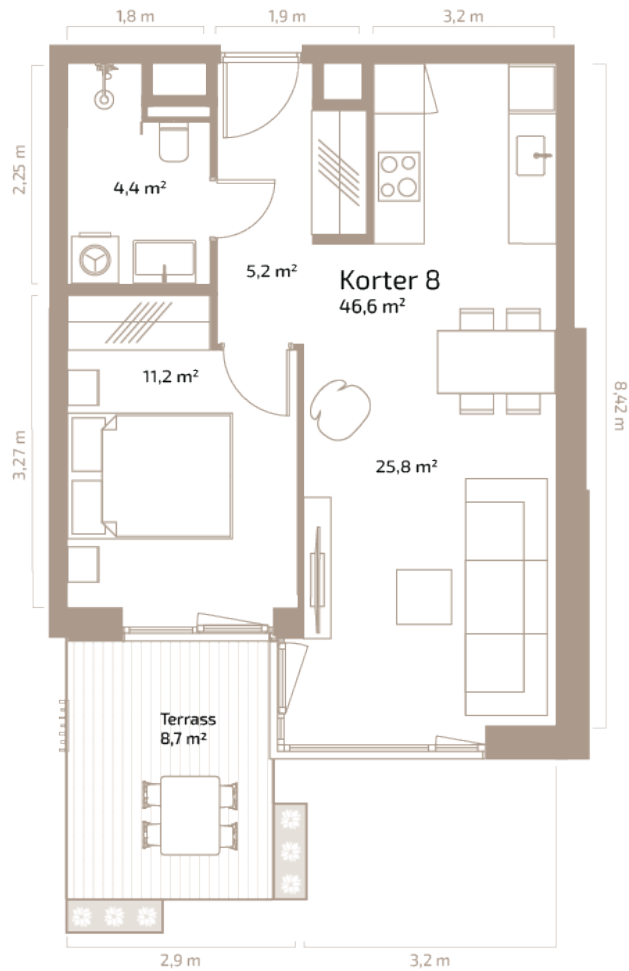 1,8 m
1,9 m
3,2 m
2,25 m
4,4 m²
5,2 m²
Korter 8
46,6 m²
11,2 m²
8,42 m
3,27 m
25,8 m²
Terrass
8,7 m²
2,9 m
3,2 m